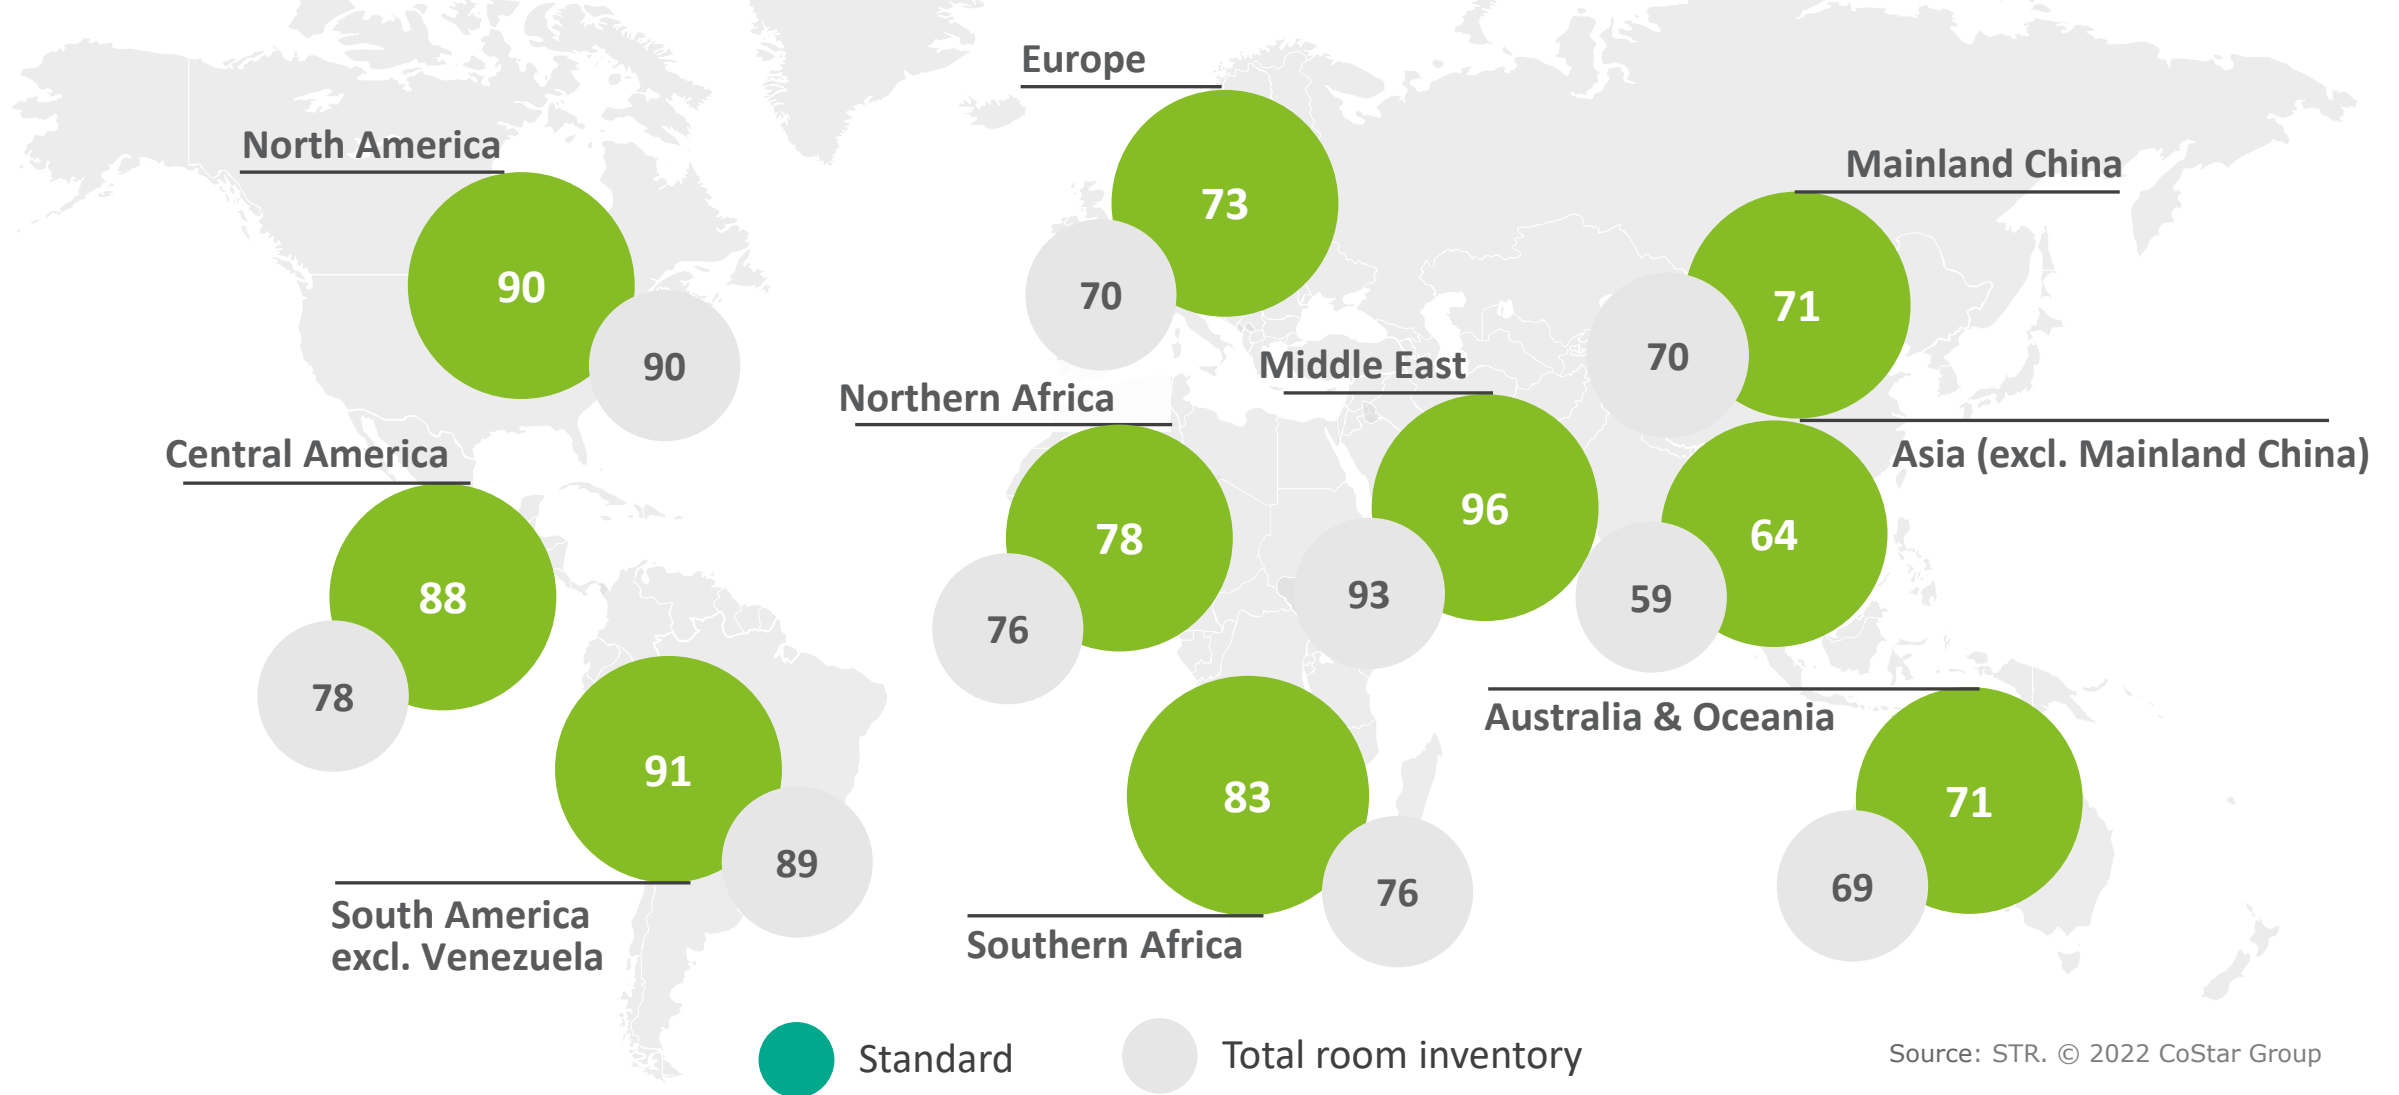 Europe
North America
Mainland China
73
90
70
71
70
90
Middle East
Northern Africa
Central America
Asia (excl. Mainland China)
96
78
64
88
93
59
76
78
Australia & Oceania
91
83
71
89
69
76
South America
excl. Venezuela
Southern Africa
Standard
Total room inventory
Source: STR. © 2022 CoStar Group